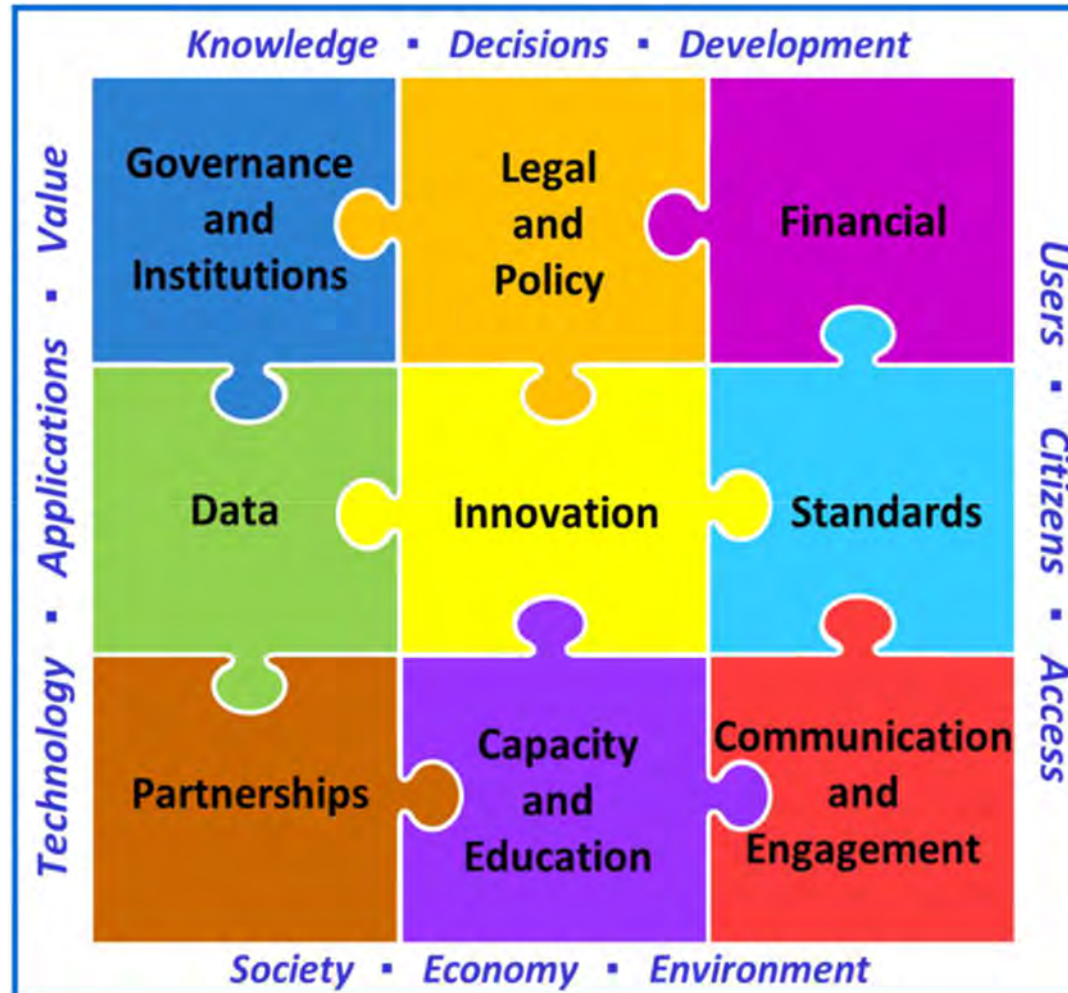 Knowledge ▪ Decisions ▪ Development
Technology ▪ Applications ▪ Value
Governance
and
Institutions
Legal
and
Policy
Financial
Data
Innovation
Standards
Partnerships
Capacity
and
Education
Communication
and
Engagement
Users ▪ Citizens ▪ Access
Society ▪ Economy ▪ Environment